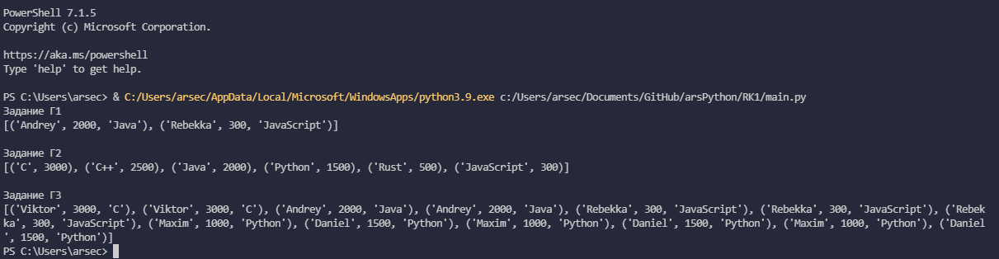 PowerShell 7.1.5
Copyright (c) Microsoft Corporation.
https://aka.ms/powershell
Type 'help' to get help.
PS C:\Users\arsec> & C:/Users/arsec/AppData/Local/Microsoft/WindowsApps/python3.9.exe c:/Users/arsec/Documents/GitHub/arsPython/RK1/main.py
Задание Г1
[('Andrey', 2000, 'Java'), ('Rebekka', 300, 'JavaScript')]
Задание Г2
[('C', 3000), ('C++', 2500), ('Java', 2000), ('Python', 1500), ('Rust', 500), ('JavaScript', 300)]
Задание Г3
[('Viktor', 3000, 'C'), ('Viktor', 3000, 'C'), ('Andrey', 2000, 'Java'), ('Andrey', 2000, 'Java'), ('Rebekka', 300, 'JavaScript'), ('Rebekka', 300, 'JavaScript'), ('Rebek
ka', 300, 'JavaScript'), ('Maxim', 1000, 'Python'), ('Daniel', 1500, 'Python'), ('Maxim', 1000, 'Python'), ('Daniel', 1500, 'Python'), ('Maxim', 1000, 'Python'), ('Daniel
', 1500, 'Python')]
PS C:\Users\arsec>